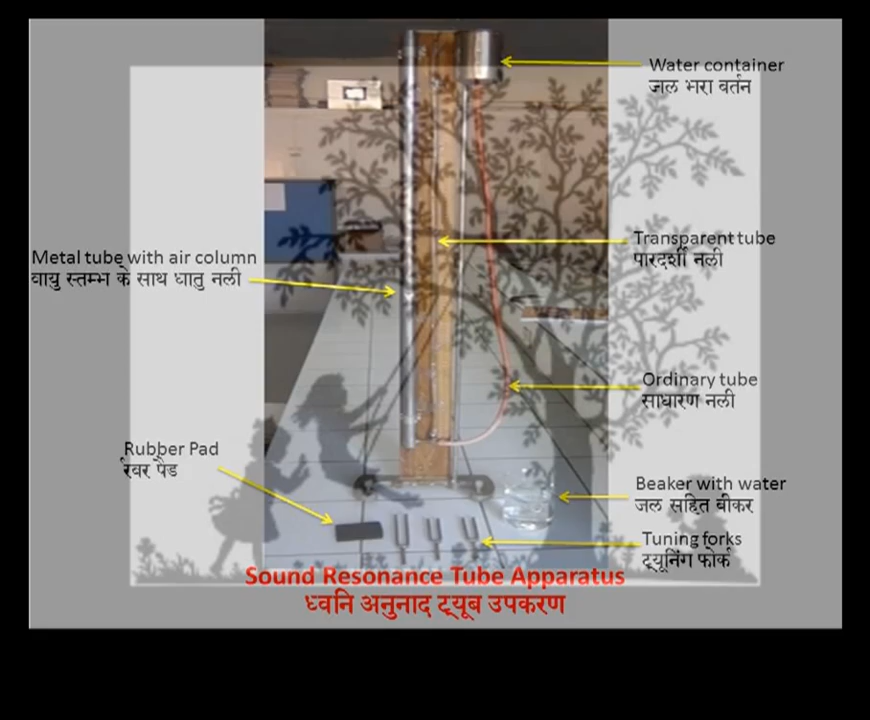 Water container
जल भरा बर्तन
Transparent tube
पारदर्शी नली
Metal tube with air column
वायु स्तम्भ के साथ धातु नली
Ordinary tube
साधारण नली
Rubber Pad
रबर पैड
Beaker with water
जल सहित बीकर
Tuning forks
ट्यूनिंग फोर्क
Sound Resonance Tube Apparatus
ध्वनि अनुनाद ट्यूब उपकरण